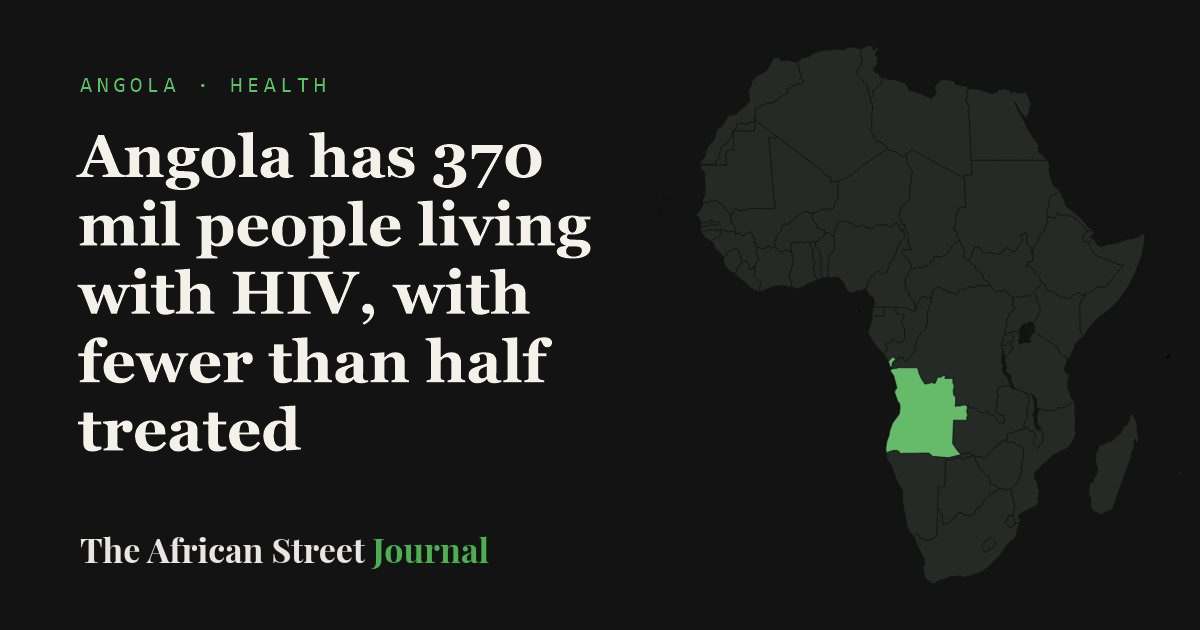 ANGOLA · HEALTH
Angola has 370
mil people living
with HIV, with
fewer than half
treated
The African Street Journal